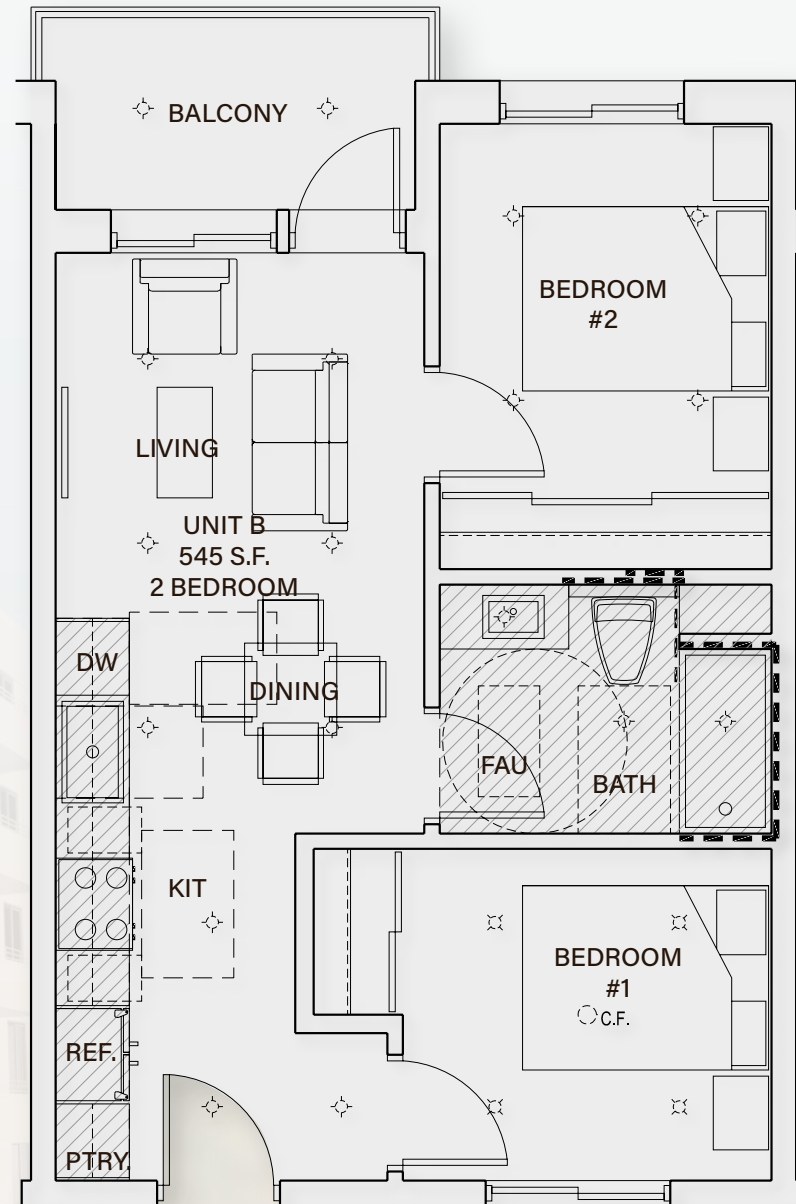 BALCONY
BEDROOM
#2
LIVING
UNIT B
545 S.F.
2 BEDROOM
DW
DINING
FAU
BATH
KIT
BEDROOM
#1
C.F.
REF.
PTRY.